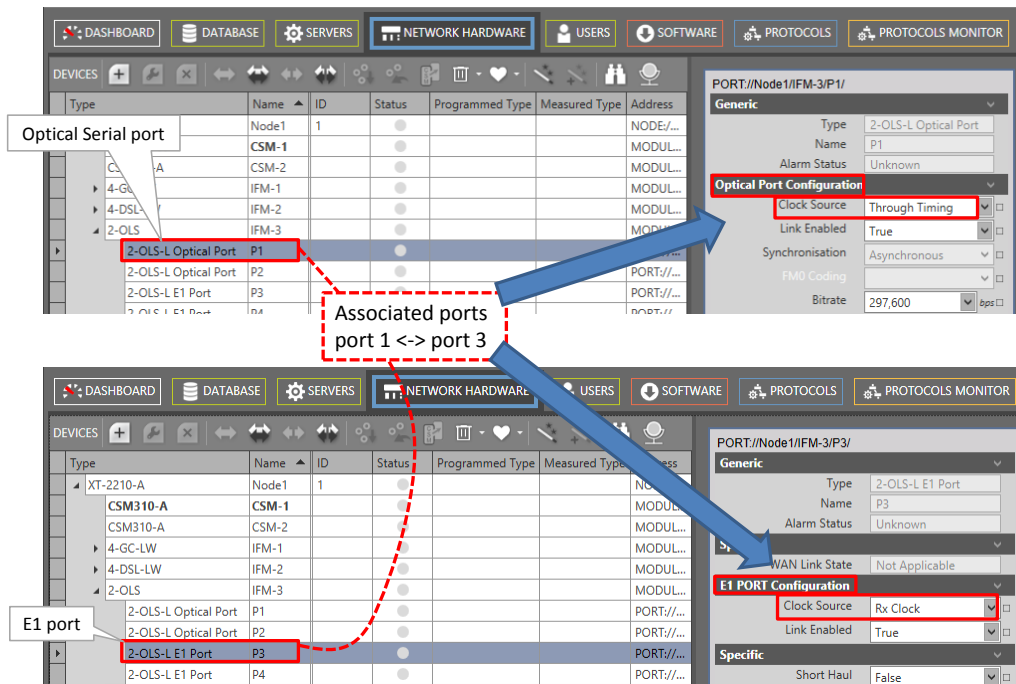 DASHBOARD DATABASE SERVERS NETWORK HARDWARE USERS SOFTWARE PROTOCOLS PROTOCOLS MONITOR
DEVICES
Type Name ID Status Programmed Type Measured Type Address
Node1 1 NODE:/...
CSM-1 MODUL...
-A CSM-2 MODUL...
4-GC IFM-1 MODUL...
4-DSL- IFM-2 MODUL...
2-OLS IFM-3
2-OLS-L Optical Port P1
2-OLS-L Optical Port P2 PORT://...
2-OLS-L E1 Port P3 PORT://...
2-OLS-L E1 Port P4
Optical Serial port
PORT://Node1/IFM-3/P1/
Generic
Type 2-OLS-L Optical Port
Name P1
Alarm Status Unknown
Optical Port Configuration
Clock Source Through Timing
Link Enabled True
Synchronisation Asynchronous
FM0 Coding
Bitrate 297,600 bps
Associated ports
port 1 <-> port 3
DASHBOARD DATABASE SERVERS NETWORK HARDWARE USERS SOFTWARE PROTOCOLS PROTOCOLS MONITOR
DEVICES
Type Name ID Status Programmed Type Measured Type
XT-2210-A Node1 1
CSM310-A CSM-1 MODUL
CSM310-A CSM-2 MODUL...
4-GC-LW IFM-1 MODUL...
4-DSL-LW IFM-2 MODUL...
2-OLS IFM-3 MODUL...
2-OLS-L Optical Port P1 PORT://...
2-OLS-L Optical Port P2 PORT://...
2-OLS-L E1 Port P3 PORT://...
2-OLS-L E1 Port P4 PORT://...
E1 port
PORT://Node1/IFM-3/P3/
Generic
Type 2-OLS-L E1 Port
Name P3
Alarm Status Unknown
WAN Link State Not Applicable
E1 PORT Configuration
Clock Source Rx Clock
Link Enabled True
Specific
Short Haul False